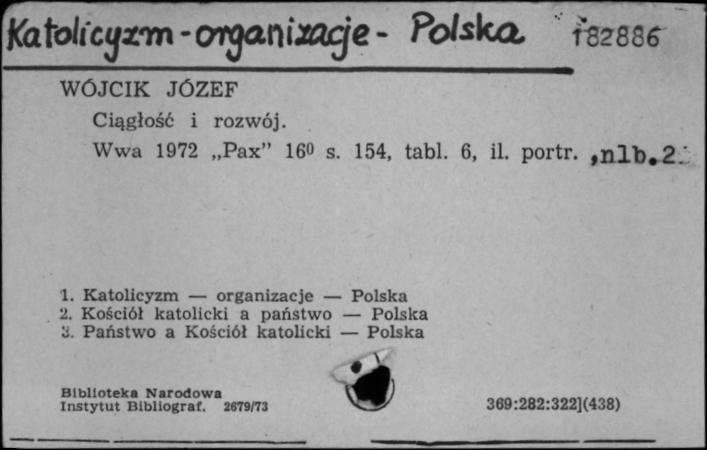 Katolicyzm - organizacje - Polska 182886
WÓJCIK JÓZEF
Ciągłość i rozwój.
Wwa 1972 „Pax” 16⁰ s. 154, tabl. 6, il. portr. ,nlb.2.
1. Katolicyzm — organizacje — Polska
2. Kościół katolicki a państwo — Polska
3. Państwo a Kościół katolicki — Polska
Biblioteka Narodowa
Instytut Bibliograf. 2679/73 369:282:322](438)